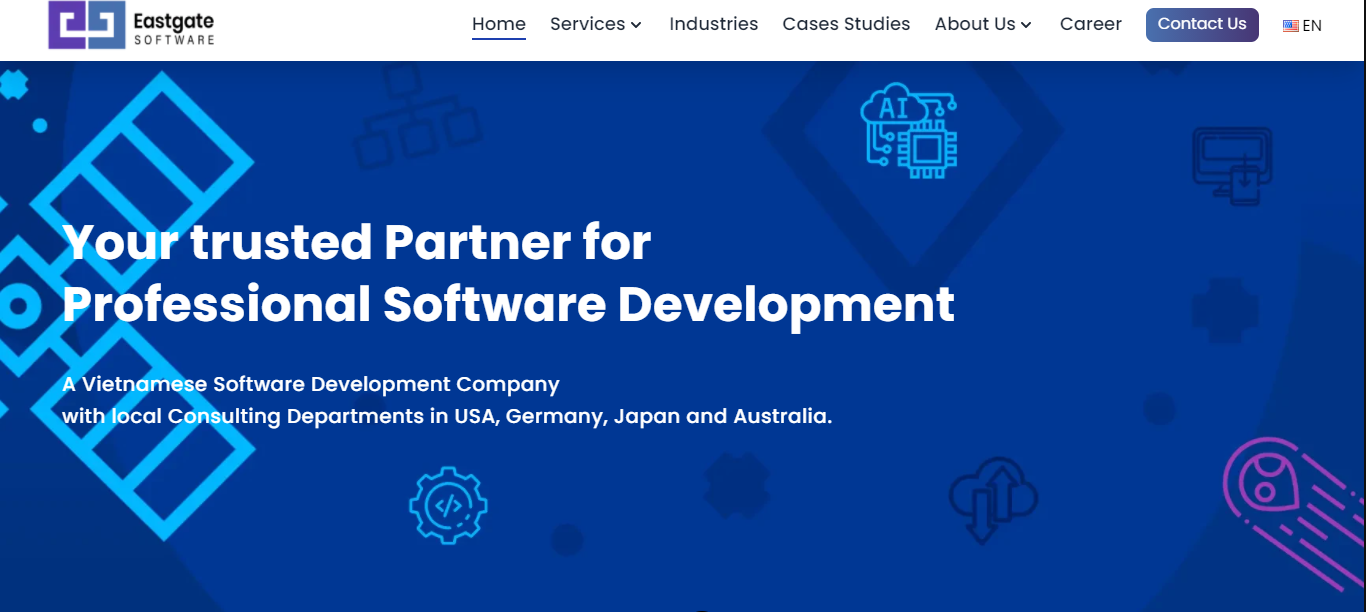 Eastgate
SOFTWARE
Home Services Industries Cases Studies About Us Career Contact Us EN
AI
Your trusted Partner for
Professional Software Development
A Vietnamese Software Development Company
with local Consulting Departments in USA, Germany, Japan and Australia.
</>